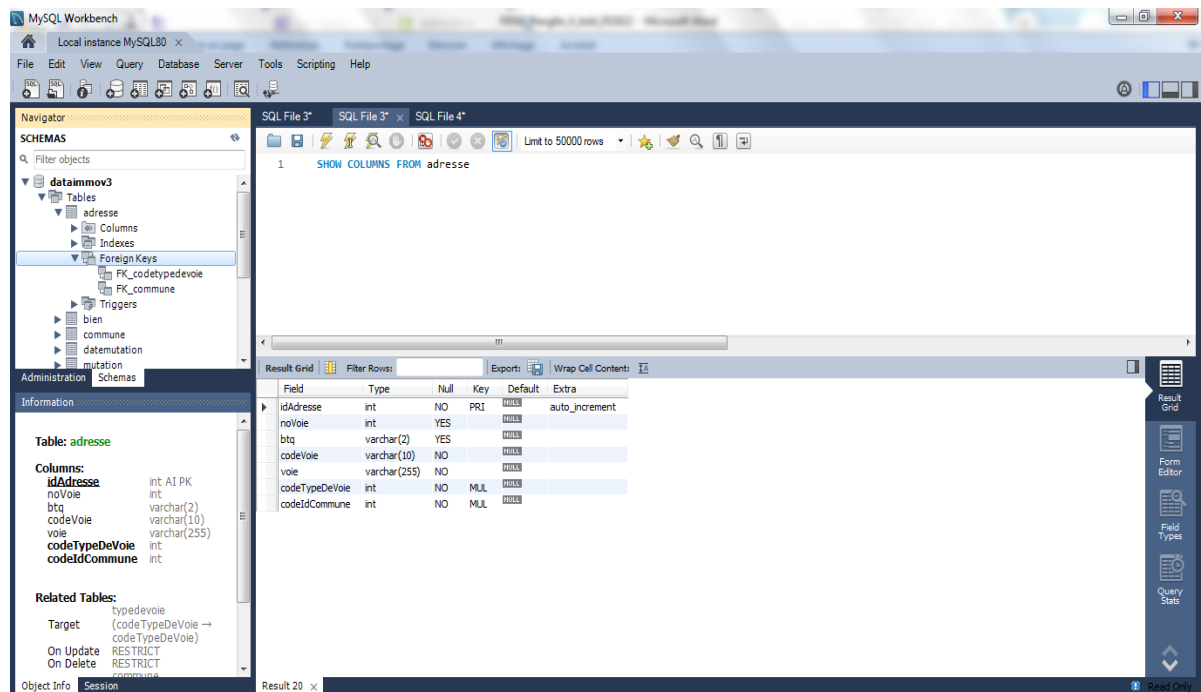 MySQL Workbench
Local instance MySQL80 ×
File Edit View Query Database Server Tools Scripting Help
Navigator
SCHEMAS
Filter objects
dataimmov3
Tables
adresse
Columns
Indexes
Foreign Keys
FK_codetypedevoie
FK_commune
Triggers
bien
commune
datemutation
mutation
Administration Schemas
Information
Table: adresse
Columns:
idAdresse int AI PK
noVoie int
btq varchar(2)
codeVoie varchar(10)
voie varchar(255)
codeTypeDeVoie int
codeIdCommune int
Related Tables:
typedevoie
Target (codeTypeDeVoie →
codeTypeDeVoie)
On Update RESTRICT
On Delete RESTRICT
commune
Object Info Session
SQL File 3* SQL File 3* × SQL File 4*
Limit to 50000 rows
1 SHOW COLUMNS FROM adresse
Result Grid Filter Rows: Export: Wrap Cell Content: IA
Field Type Null Key Default Extra
idAdresse int NO PRI NULL auto_increment
noVoie int YES NULL
btq varchar(2) YES NULL
codeVoie varchar(10) NO NULL
voie varchar(255) NO NULL
codeTypeDeVoie int NO MUL NULL
codeIdCommune int NO MUL NULL
Result
Grid
Form
Editor
Field
Types
Query
Stats
Result 20 ×
Read Only